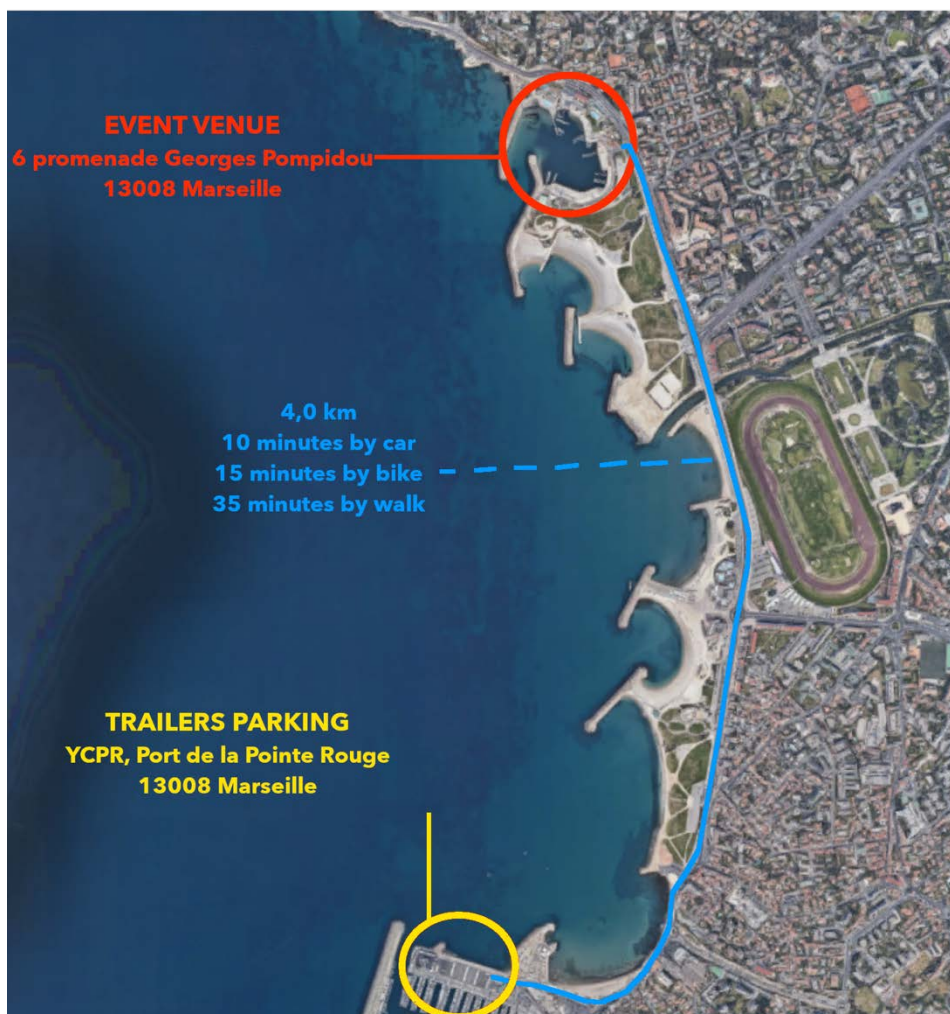 EVENT VENUE
6 promenade Georges Pompidou
13008 Marseille
4,0 km
10 minutes by car
15 minutes by bike
35 minutes by walk
TRAILERS PARKING
YCPR, Port de la Pointe Rouge
13008 Marseille